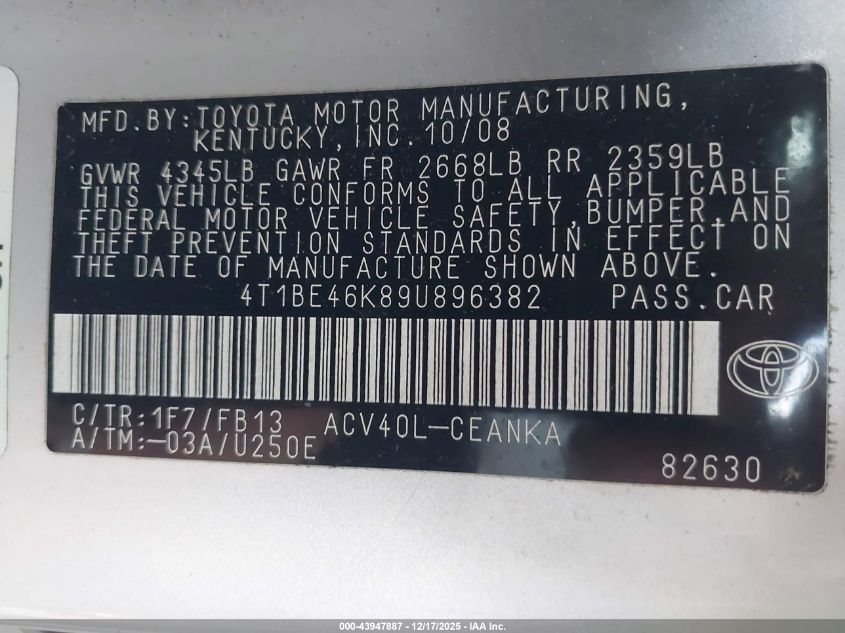 MFD. BY: TOYOTA MOTOR MANUFACTURING,
KENTUCKY, INC. 10/08
GVWR 4345LB GAWR FR 2668LB RR 2359LB
THIS VEHICLE CONFORMS TO ALL APPLICABLE
FEDERAL MOTOR VEHICLE SAFETY, BUMPER, AND
THEFT PREVENTION STANDARDS IN EFFECT ON
THE DATE OF MANUFACTURE SHOWN ABOVE.
4T1BE46K89U896382 PASS.CAR
C/TR:1F7/FB13 ACV40L-CEANKA
A/TM:-03A/U250E
82630
000-43947887 - 12/17/2025 - IAA Inc.